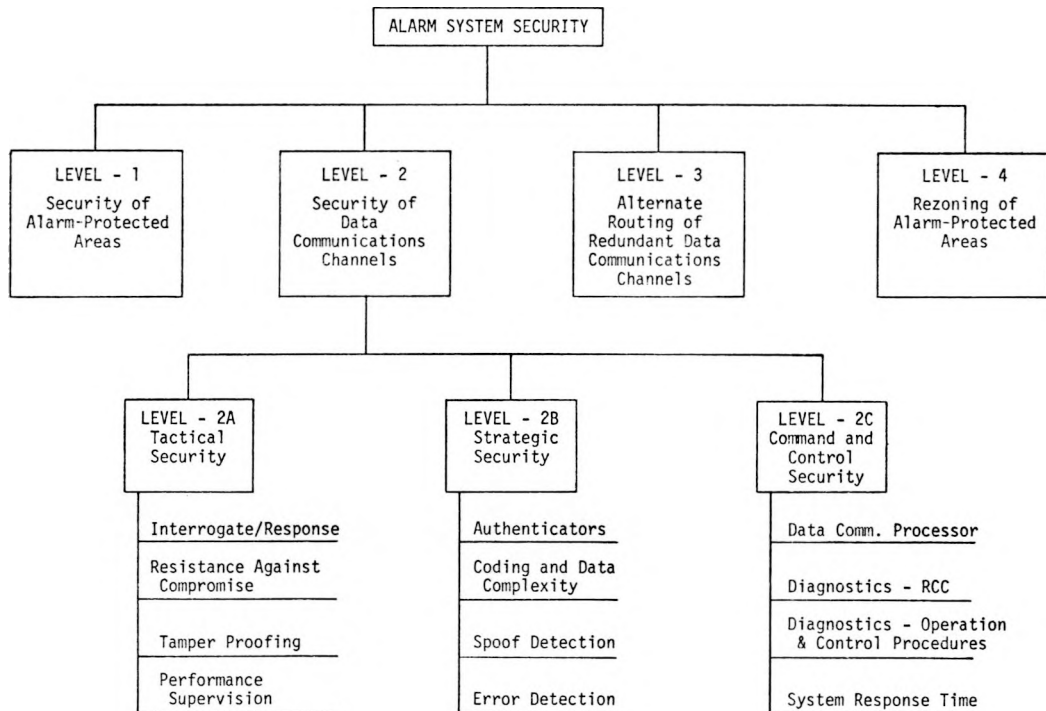 ALARM SYSTEM SECURITY
LEVEL - 1
Security of
Alarm-Protected
Areas
LEVEL - 2
Security of
Data
Communications
Channels
LEVEL - 3
Alternate
Routing of
Redundant Data
Communications
Channels
LEVEL - 4
Rezoning of
Alarm-Protected
Areas
LEVEL - 2A
Tactical
Security
Interrogate/Response
Resistance Against
Compromise
Tamper Proofing
Performance
Supervision
LEVEL - 2B
Strategic
Security
Authenticators
Coding and Data
Complexity
Spoof Detection
Error Detection
LEVEL - 2C
Command and
Control
Security
Data Comm. Processor
Diagnostics - RCC
Diagnostics - Operation
& Control Procedures
System Response Time